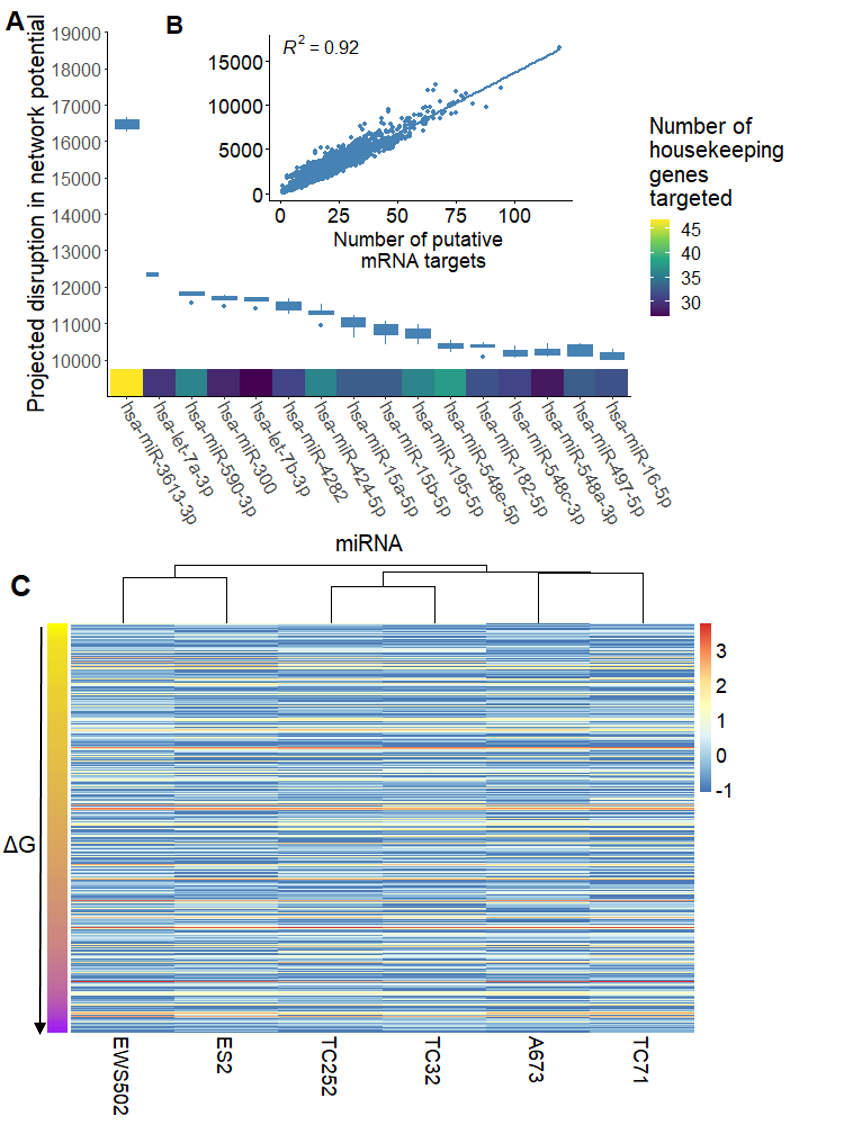 A
B
Projected disruption in network potential
19000
18000
17000
16000
15000
14000
13000
12000
11000
10000
R² = 0.92
15000
10000
5000
0
0 25 50 75 100
Number of putative
mRNA targets
Number of
housekeeping
genes
targeted
45
40
35
30
hsa-miR-3613-3p
hsa-let-7a-3p
hsa-miR-590-3p
hsa-miR-300
hsa-let-7b-3p
hsa-miR-4282
hsa-miR-424-5p
hsa-miR-15a-5p
hsa-miR-15b-5p
hsa-miR-195-5p
hsa-miR-548e-5p
hsa-miR-182-5p
hsa-miR-548c-3p
hsa-miR-548a-3p
hsa-miR-497-5p
hsa-miR-16-5p
miRNA
C
ΔG
3
2
1
0
-1
EWS502
ES2
TC252
TC32
A673
TC71